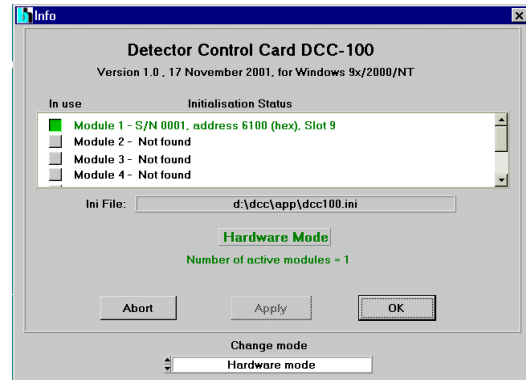 Info
Detector Control Card DCC-100
Version 1.0 , 17 November 2001, for Windows 9x/2000/NT
In use Initialisation Status
Module 1 - S/N 0001, address 6100 (hex), Slot 9
Module 2 - Not found
Module 3 - Not found
Module 4 - Not found
Ini File: d:\dcc\app\dcc100.ini
Hardware Mode
Number of active modules = 1
Abort Apply OK
Change mode
Hardware mode